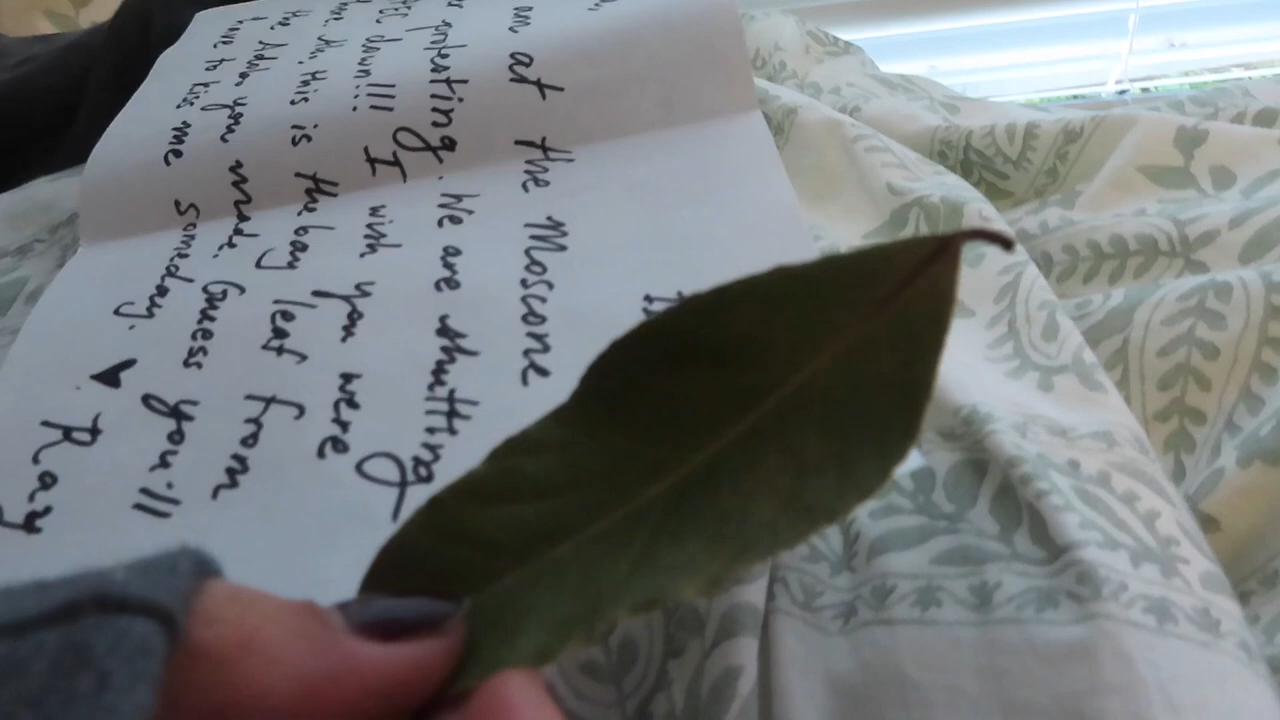 at the Moscone
protesting. We are shutting
down!!! I wish you were
this is the bay leaf from
the Adobo you made. Guess you'll
have to kiss me someday. ♥ Ray